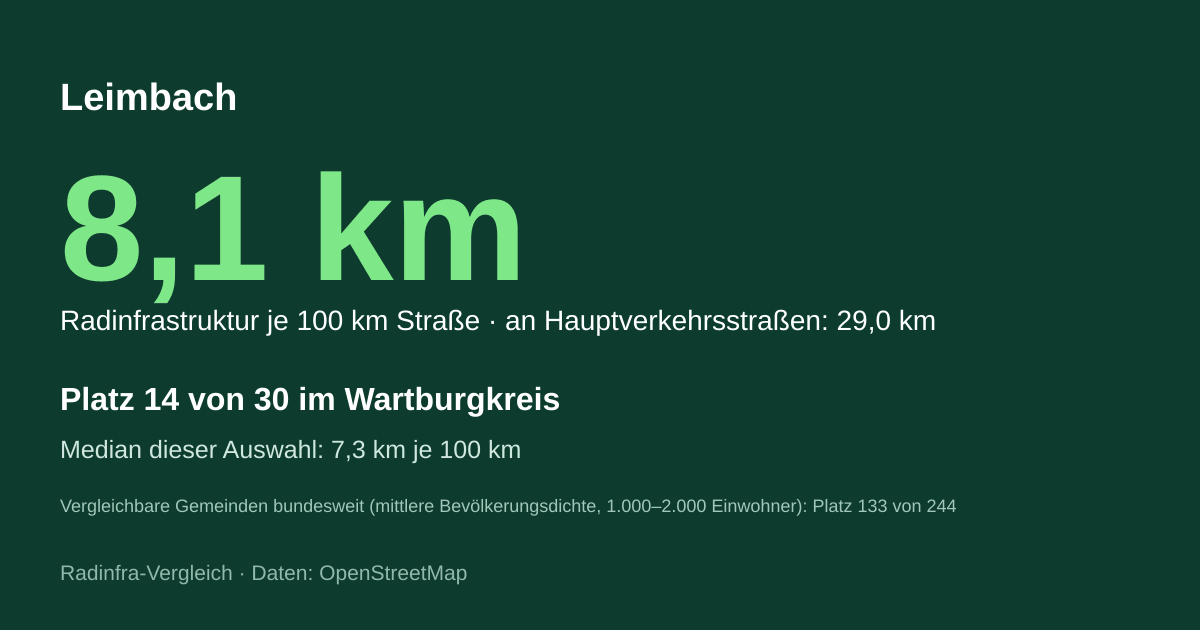 Leimbach
8,1 km
Radinfrastruktur je 100 km Straße · an Hauptverkehrsstraßen: 29,0 km
Platz 14 von 30 im Wartburgkreis
Median dieser Auswahl: 7,3 km je 100 km
Vergleichbare Gemeinden bundesweit (mittlere Bevölkerungsdichte, 1.000–2.000 Einwohner): Platz 133 von 244
Radinfra-Vergleich · Daten: OpenStreetMap